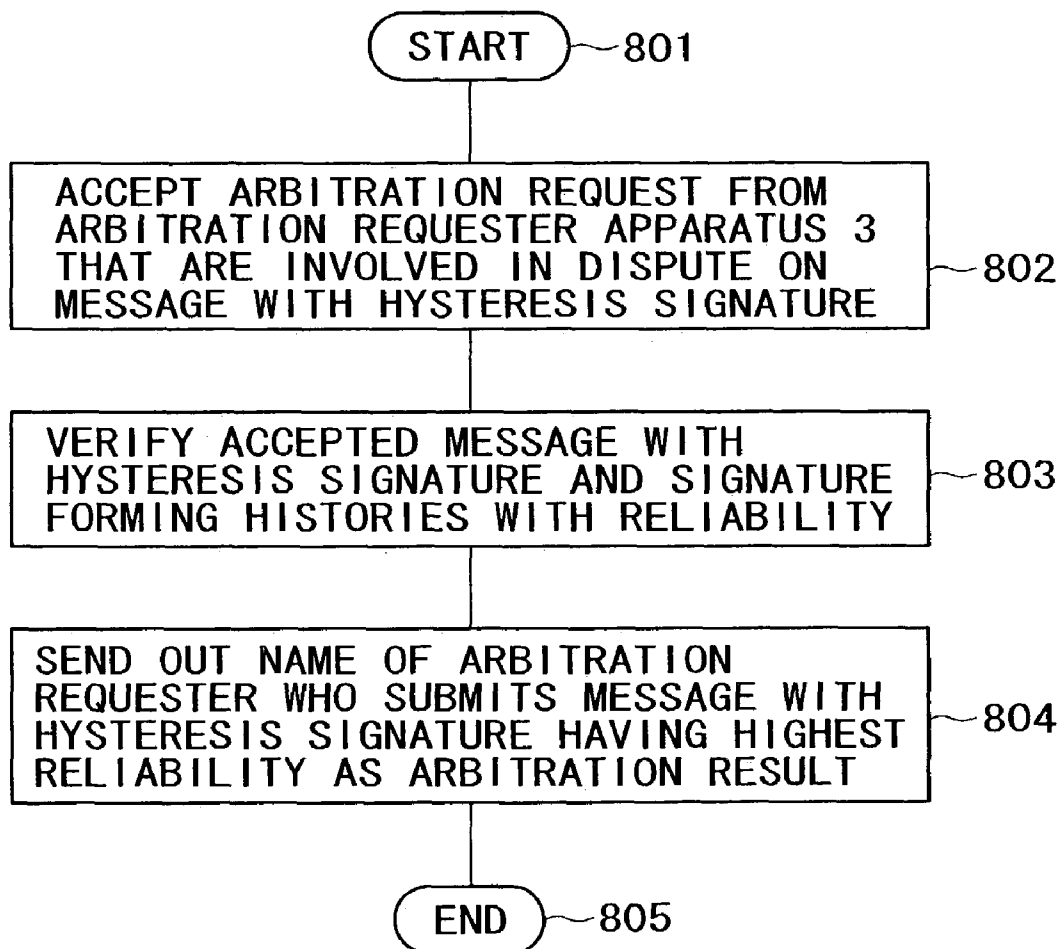 START
801
ACCEPT ARBITRATION REQUEST FROM
ARBITRATION REQUESTER APPARATUS 3
THAT ARE INVOLVED IN DISPUTE ON
MESSAGE WITH HYSTERESIS SIGNATURE
802
VERIFY ACCEPTED MESSAGE WITH
HYSTERESIS SIGNATURE AND SIGNATURE
FORMING HISTORIES WITH RELIABILITY
803
SEND OUT NAME OF ARBITRATION
REQUESTER WHO SUBMITS MESSAGE WITH
HYSTERESIS SIGNATURE HAVING HIGHEST
RELIABILITY AS ARBITRATION RESULT
804
END
805